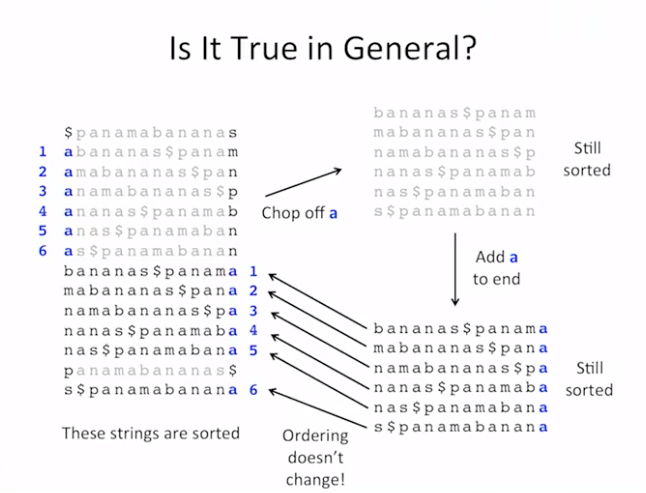 Is It True in General?
$panamabananas
1 abananas$panam
2 amabananas$pan
3 anamabananas$p
4 ananas$panamab
5 anas$panamaban
6 as$panamabanan
bananas$panama 1
mabananas$pana 2
namabananas$pa 3
nanas$panamaba 4
nas$panamabana 5
panamabananas$
s$panamabanana 6
These strings are sorted
Chop off a
bananas$panam
mabananas$pan
namabananas$p
nanas$panamab
nas$panamaban
s$panamabanan
Still
sorted
Add a
to end
bananas$panama
mabananas$pana
namabananas$pa
nanas$panamaba
nas$panamabana
s$panamabanana
Still
sorted
Ordering
doesn't
change!